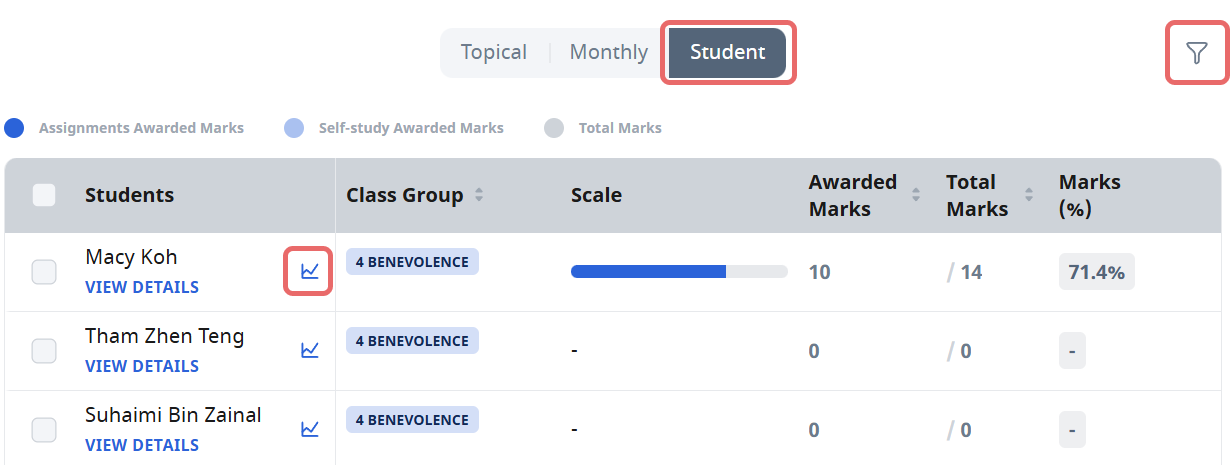 Topical Monthly Student
Assignments Awarded Marks Self-study Awarded Marks Total Marks
Students Class Group Scale Awarded Marks Total Marks Marks (%)
Macy Koh
VIEW DETAILS
4 BENEVOLENCE
10 / 14 71.4%
Tham Zhen Teng
VIEW DETAILS
4 BENEVOLENCE
- 0 / 0 -
Suhaimi Bin Zainal
VIEW DETAILS
4 BENEVOLENCE
- 0 / 0 -